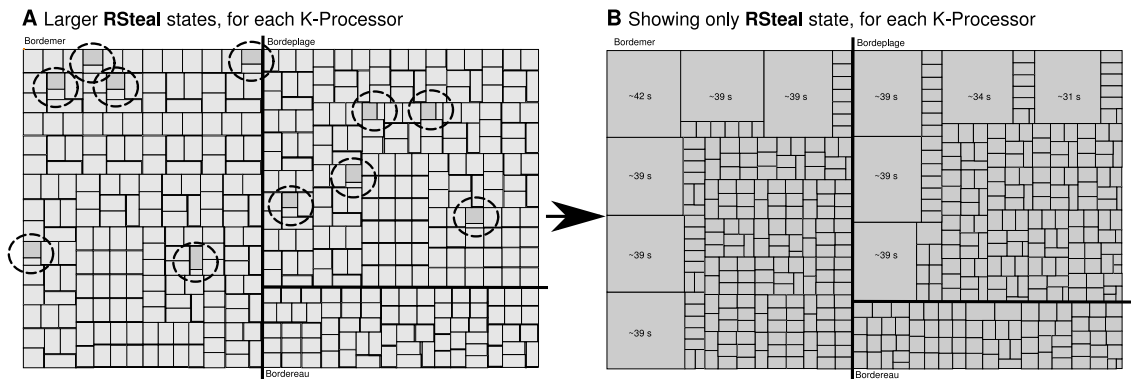 A Larger RSteal states, for each K-Processor
Bordemer
Bordeplage
Bordereau
B Showing only RSteal state, for each K-Processor
Bordemer
Bordeplage
~42 s
~39 s
~39 s
~39 s
~34 s
~31 s
~39 s
~39 s
~39 s
~39 s
~39 s
Bordereau